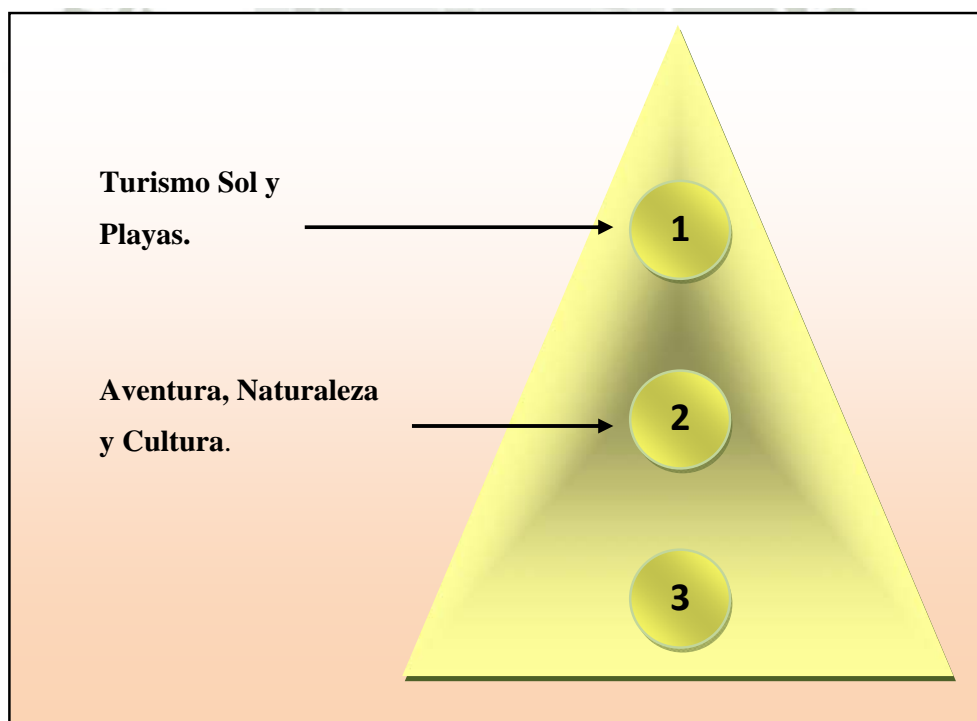 Turismo Sol y
Playas.
1
Aventura, Naturaleza
y Cultura.
2
3